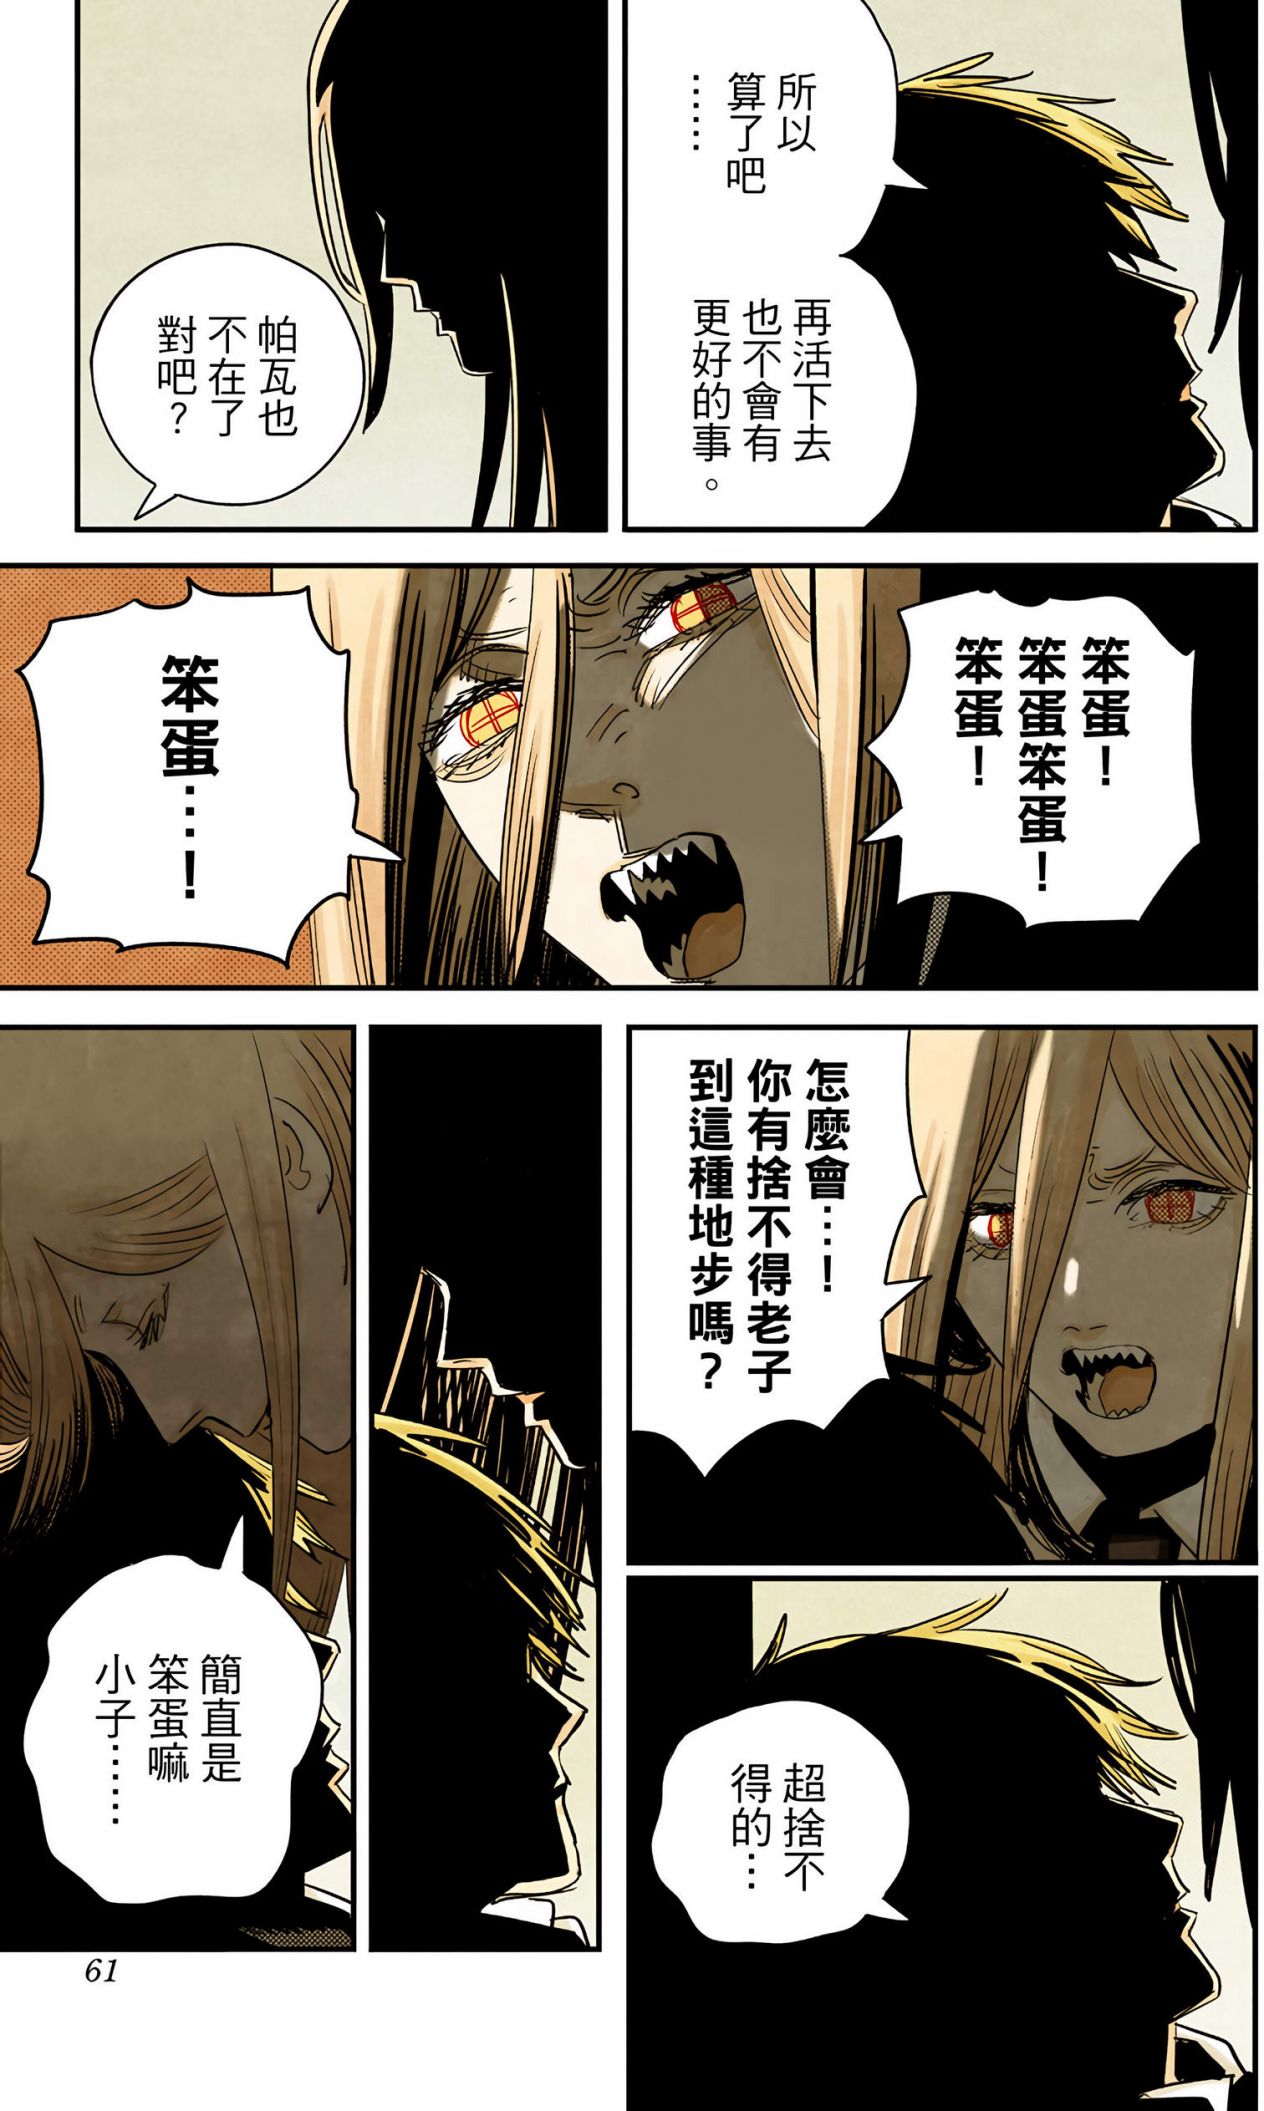 所以
算了吧
……
再活下去
也不會有
更好的事。
帕瓦也
不在了
對吧？
笨蛋！
笨蛋笨蛋！
笨蛋！
笨蛋…！
怎麼會…！
你有捨不得老子
到這種地步嗎？
超捨不
得的…
簡直是
笨蛋嘛
小子……
61